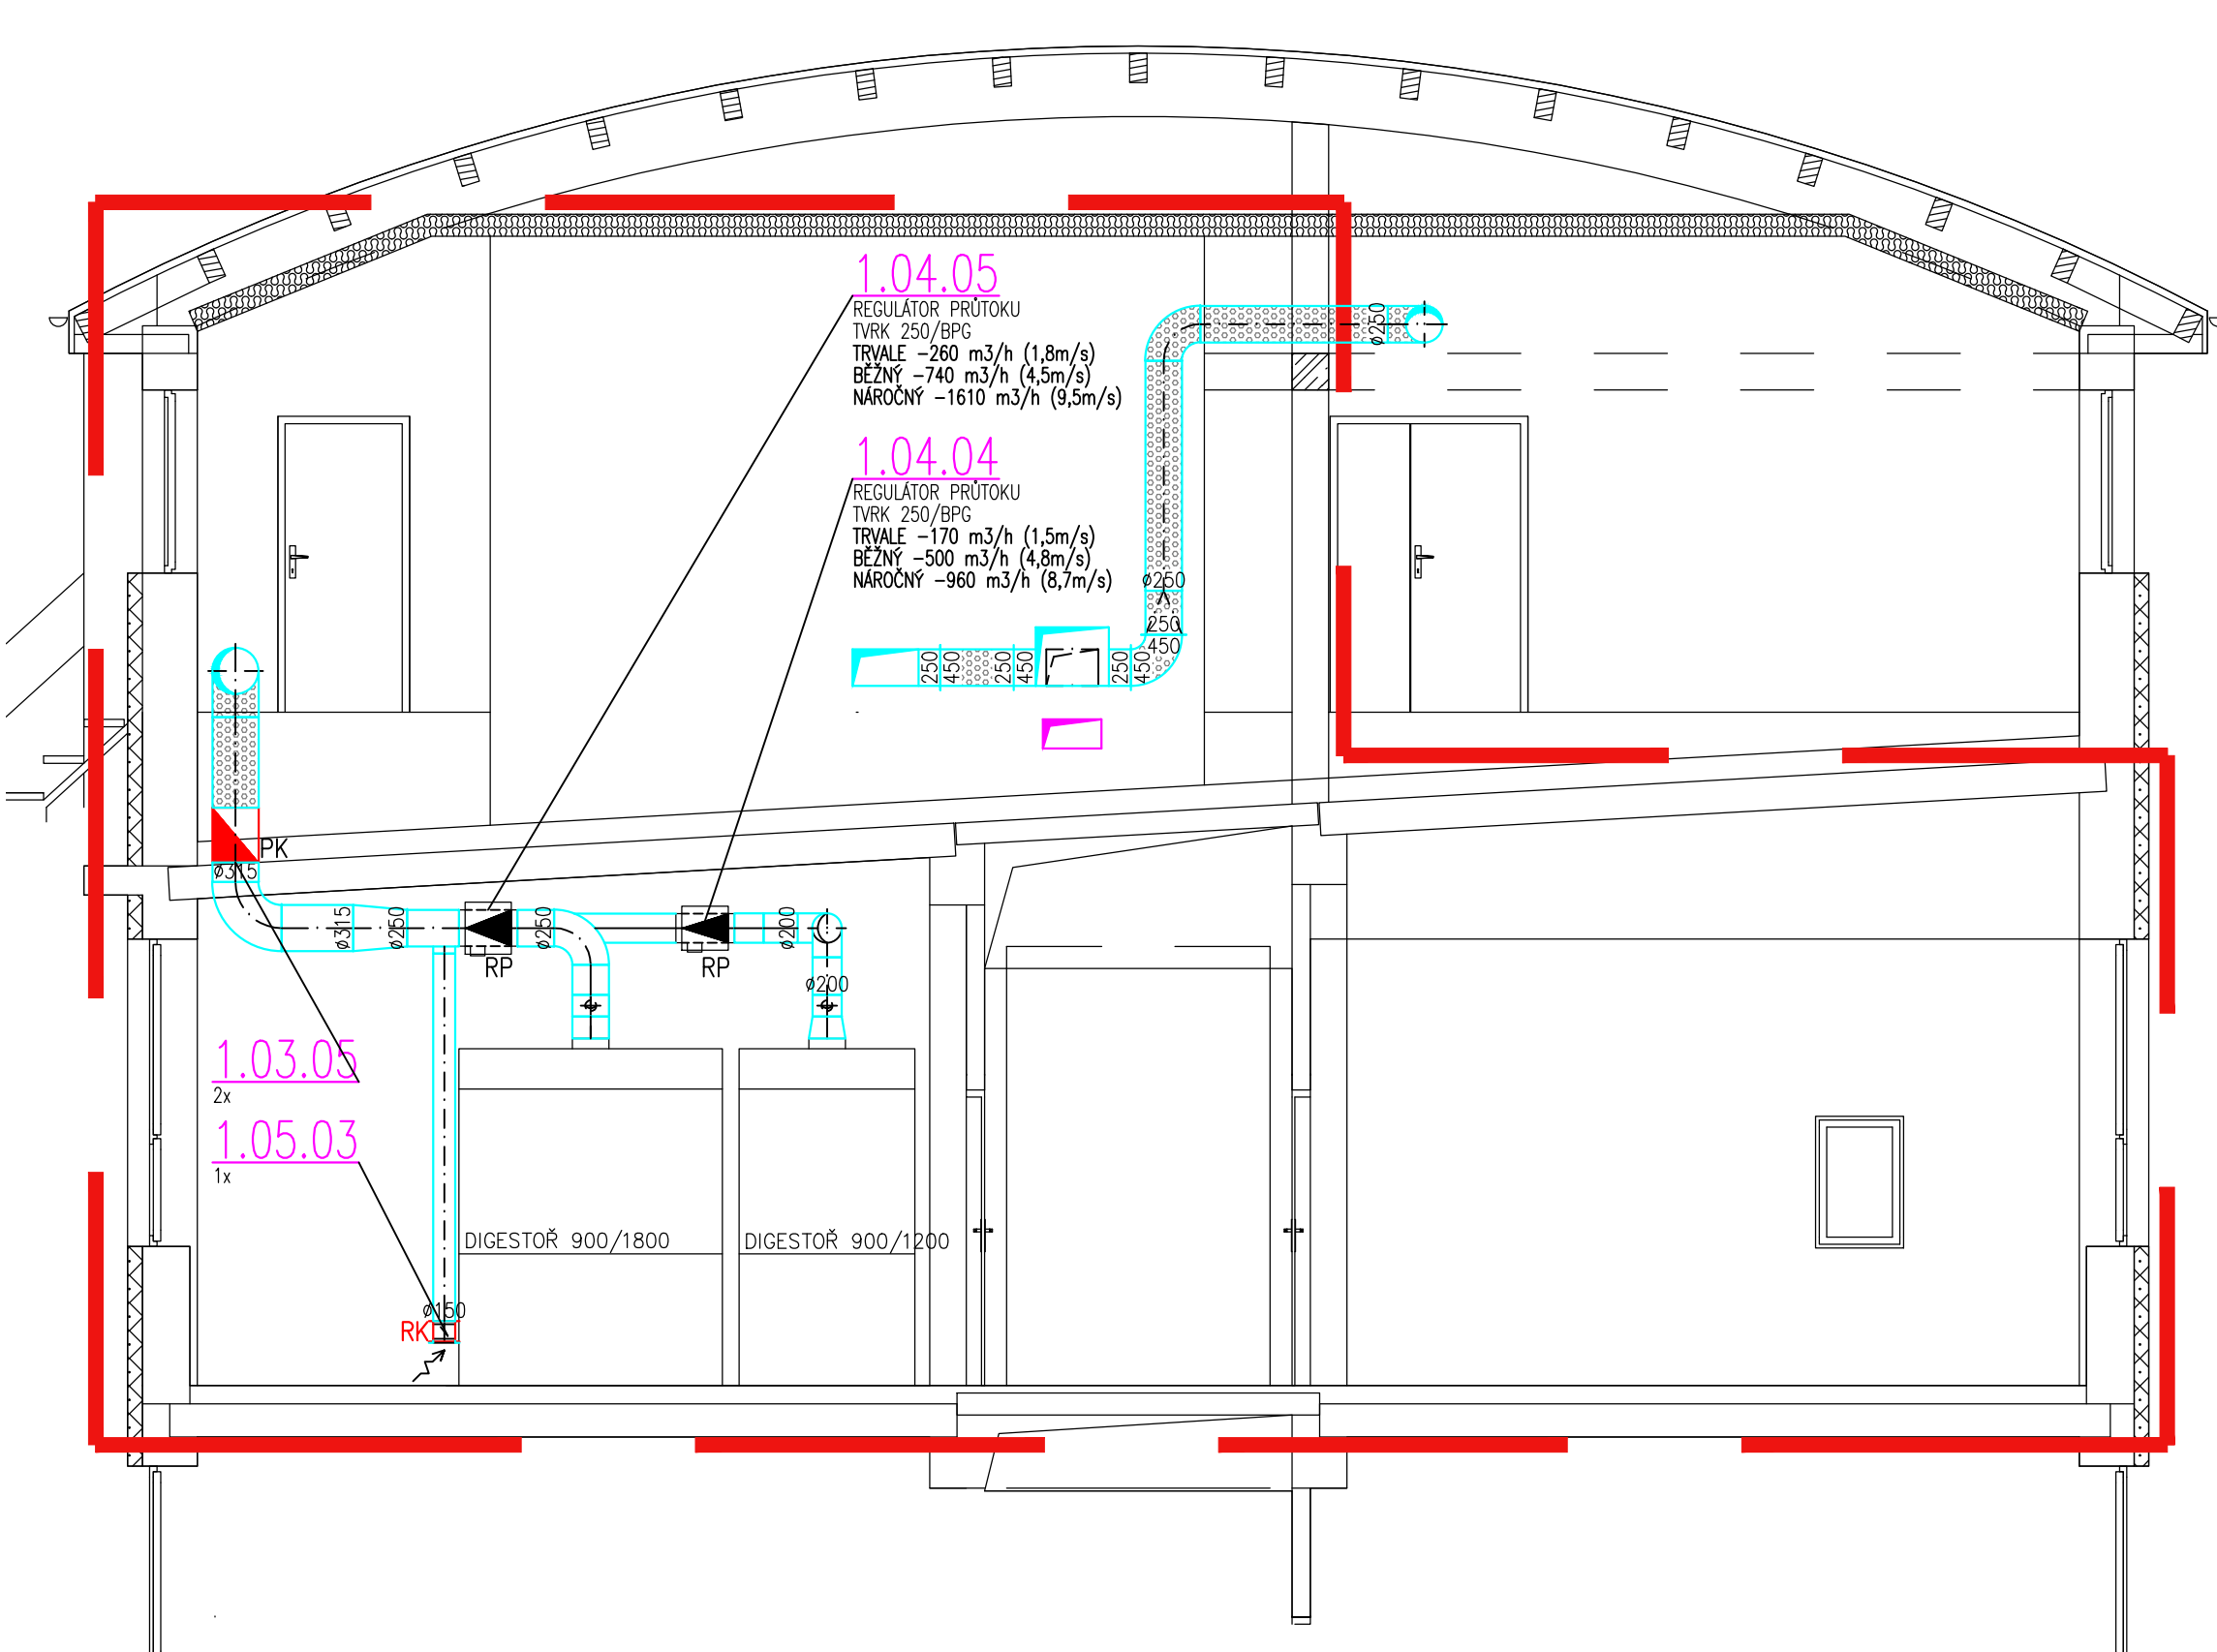 1.04.05
REGULÁTOR PRŮTOKU
TVRK 250/BPG
TRVALE -260 m3/h (1,8m/s)
BĚŽNÝ -740 m3/h (4,5m/s)
NÁROČNÝ -1610 m3/h (9,5m/s)
ø250
1.04.04
REGULÁTOR PRŮTOKU
TVRK 250/BPG
TRVALE -170 m3/h (1,5m/s)
BĚŽNÝ -500 m3/h (4,8m/s)
NÁROČNÝ -960 m3/h (8,7m/s)
ø250
250
450
250
450
250
450
250
450
PK
ø315
ø315
ø250
ø250
ø200
RP
RP
ø200
1.03.05
2x
1.05.03
1x
DIGESTOŘ 900/1800
DIGESTOŘ 900/1200
ø150
RK